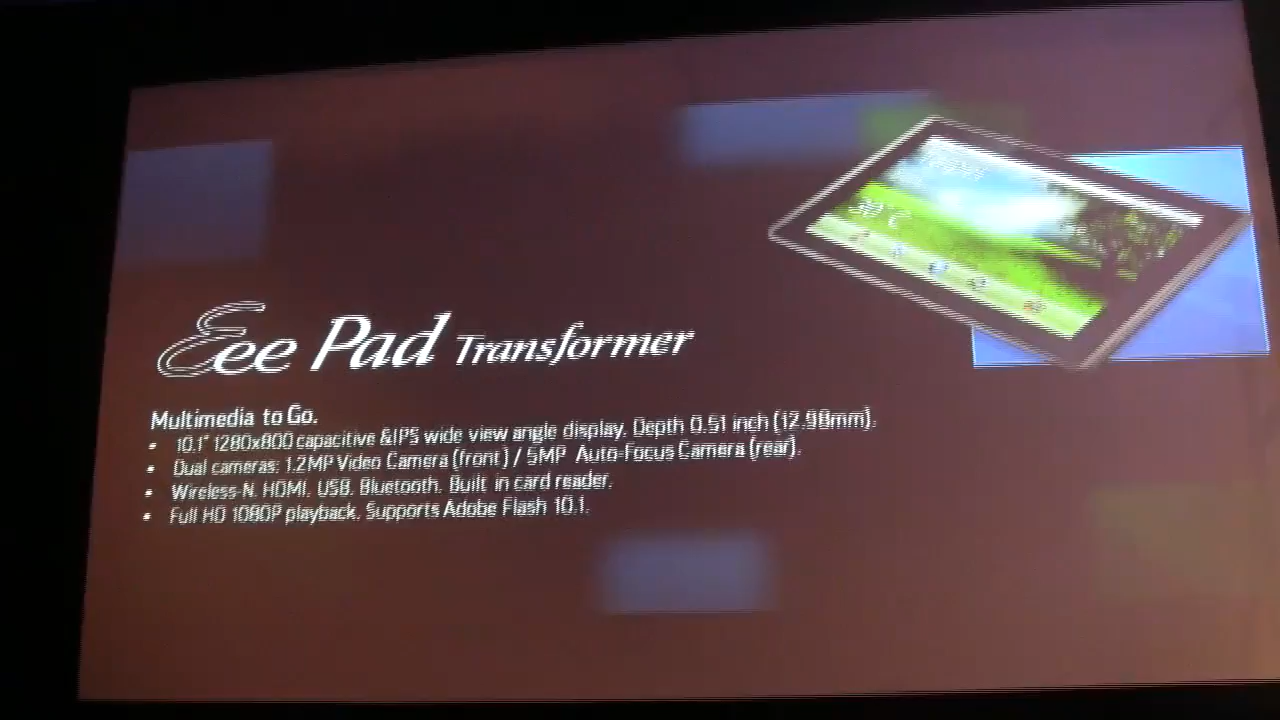 Eee Pad Transformer
Multimedia to Go.
• 10.1" 1280x800 capacitive &IPS wide view angle display. Depth 0.51 inch (12.98mm).
• Dual cameras: 1.2MP Video Camera (front) / 5MP Auto-Focus Camera (rear).
• Wireless-N. HDMI. USB. Bluetooth. Built in card reader.
• Full HD 1080P playback. Supports Adobe Flash 10.1.